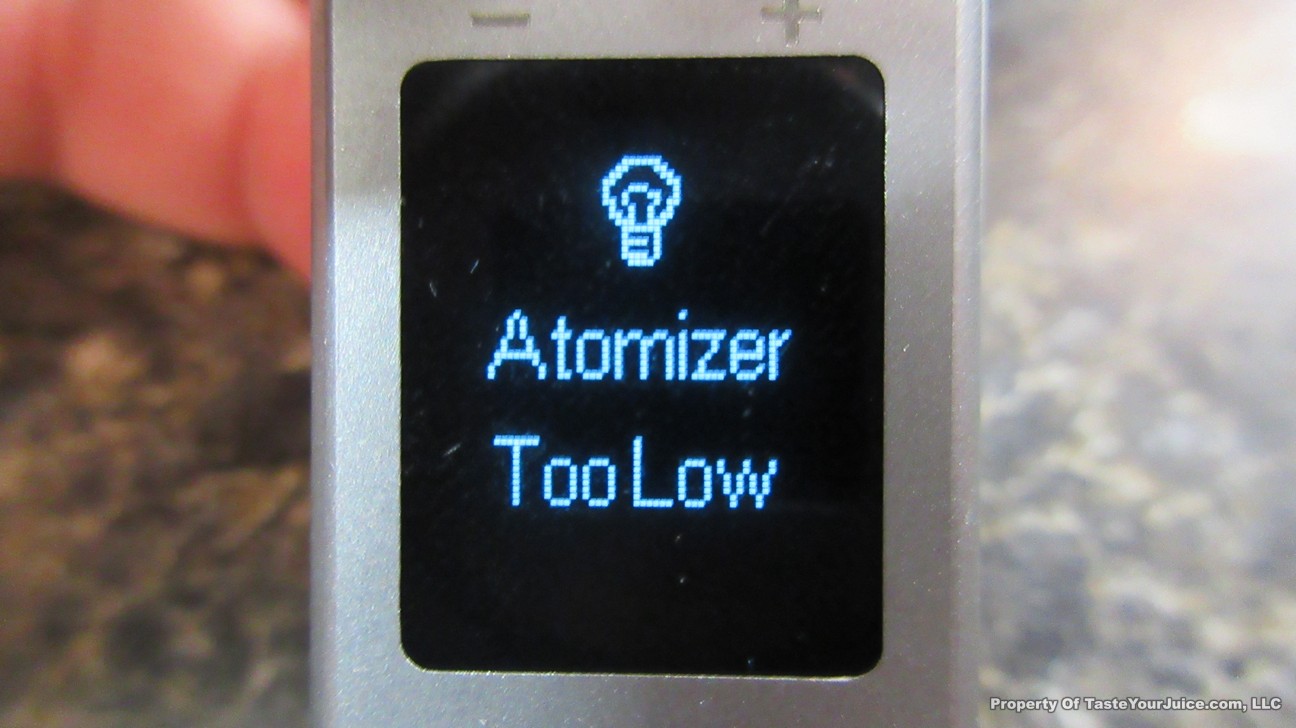 - +
Atomizer
Too Low
Property Of TasteYourJuice.com, LLC